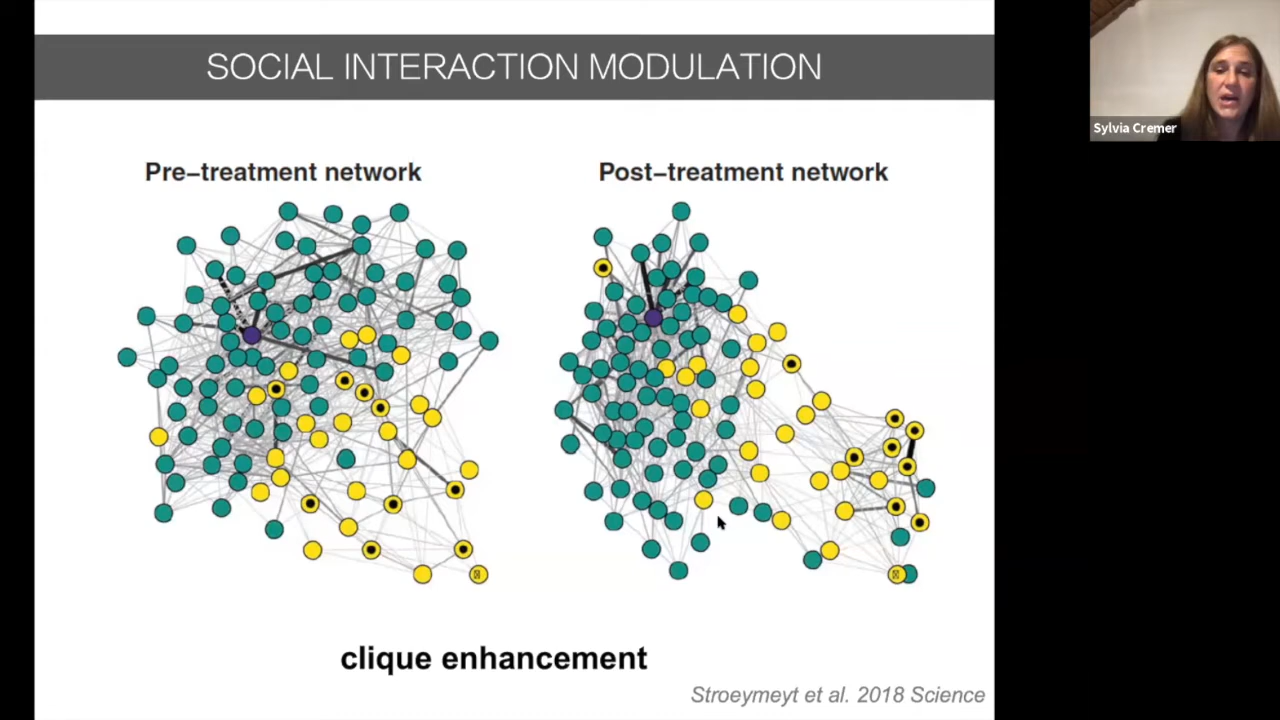 SOCIAL INTERACTION MODULATION
Sylvia Cremer
Pre–treatment network
Post–treatment network
clique enhancement
Stroeymeyt et al. 2018 Science